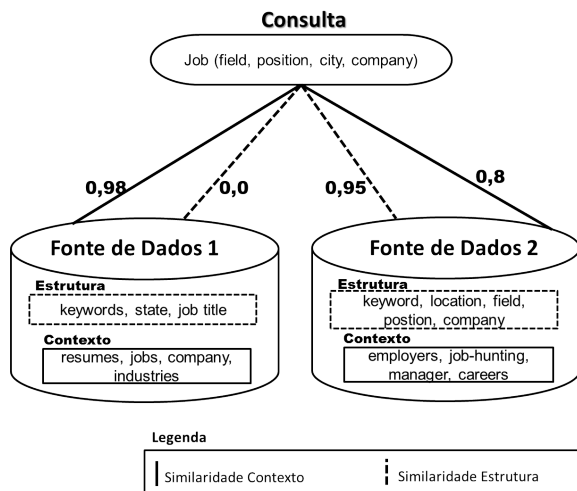 Consulta
Job (field, position, city, company)
0,98
0,0
0,95
0,8
Fonte de Dados 1
Estrutura
keywords, state, job title
Contexto
resumes, jobs, company,
industries
Fonte de Dados 2
Estrutura
keyword, location, field,
postion, company
Contexto
employers, job-hunting,
manager, careers
Legenda
Similaridade Contexto
Similaridade Estrutura